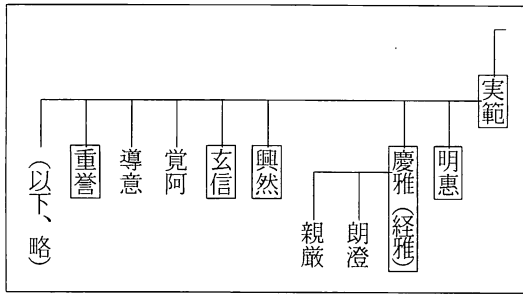 実範
明惠
慶雅（経雅）
朗澄
親厳
興然
玄信
覚阿
導意
重誉
（以下、略）